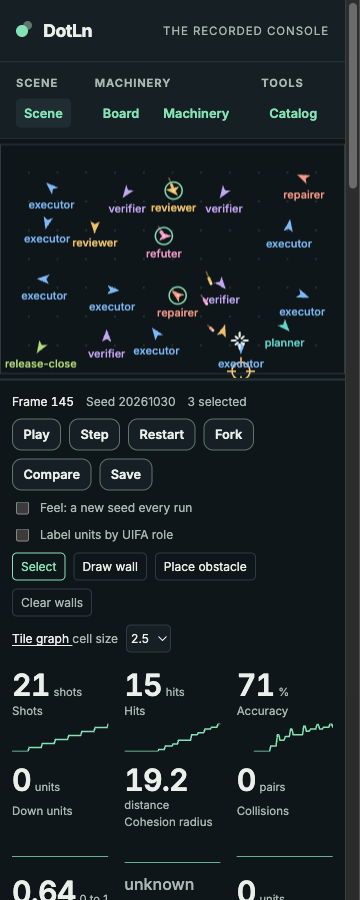 DotLn THE RECORDED CONSOLE
SCENE MACHINERY TOOLS
Scene Board Machinery Catalog
repairer
executor verifier reviewer verifier
executor reviewer executor
refuter
executor verifier
executor repairer executor
planner
verifier executor
release-close executor
Frame 145 Seed 20261030 3 selected
Play Step Restart Fork
Compare Save
Feel: a new seed every run
Label units by UIFA role
Select Draw wall Place obstacle
Clear walls
Tile graph cell size 2.5
21 shots 15 hits 71 %
Shots Hits Accuracy
0 units 19.2 distance 0 pairs
Down units Cohesion radius Collisions
0.64 0 to 1 unknown 0 units